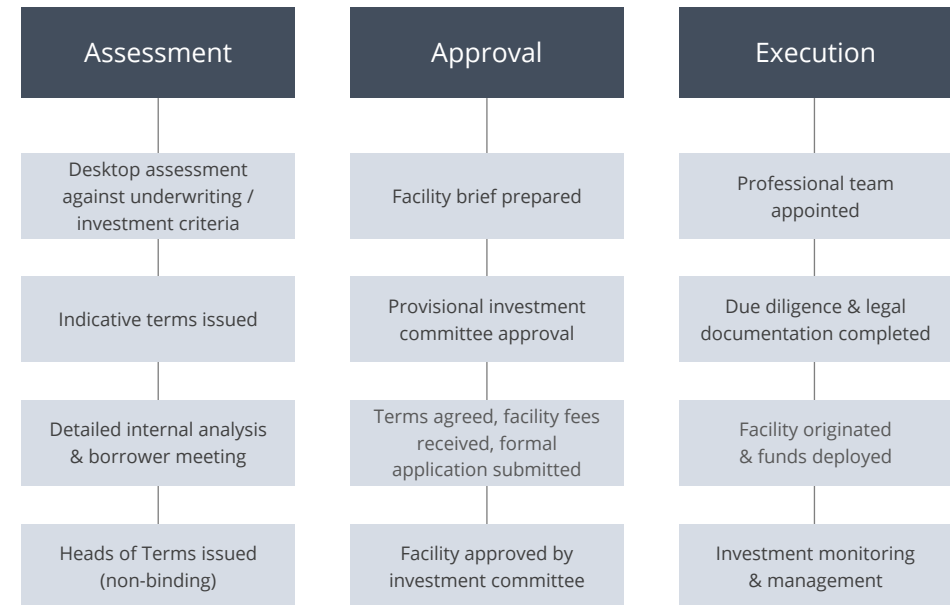 Assessment
Desktop assessment
against underwriting /
investment criteria
Indicative terms issued
Detailed internal analysis
& borrower meeting
Heads of Terms issued
(non-binding)
Approval
Facility brief prepared
Provisional investment
committee approval
Terms agreed, facility fees
received, formal
application submitted
Facility approved by
investment committee
Execution
Professional team
appointed
Due diligence & legal
documentation completed
Facility originated
& funds deployed
Investment monitoring
& management